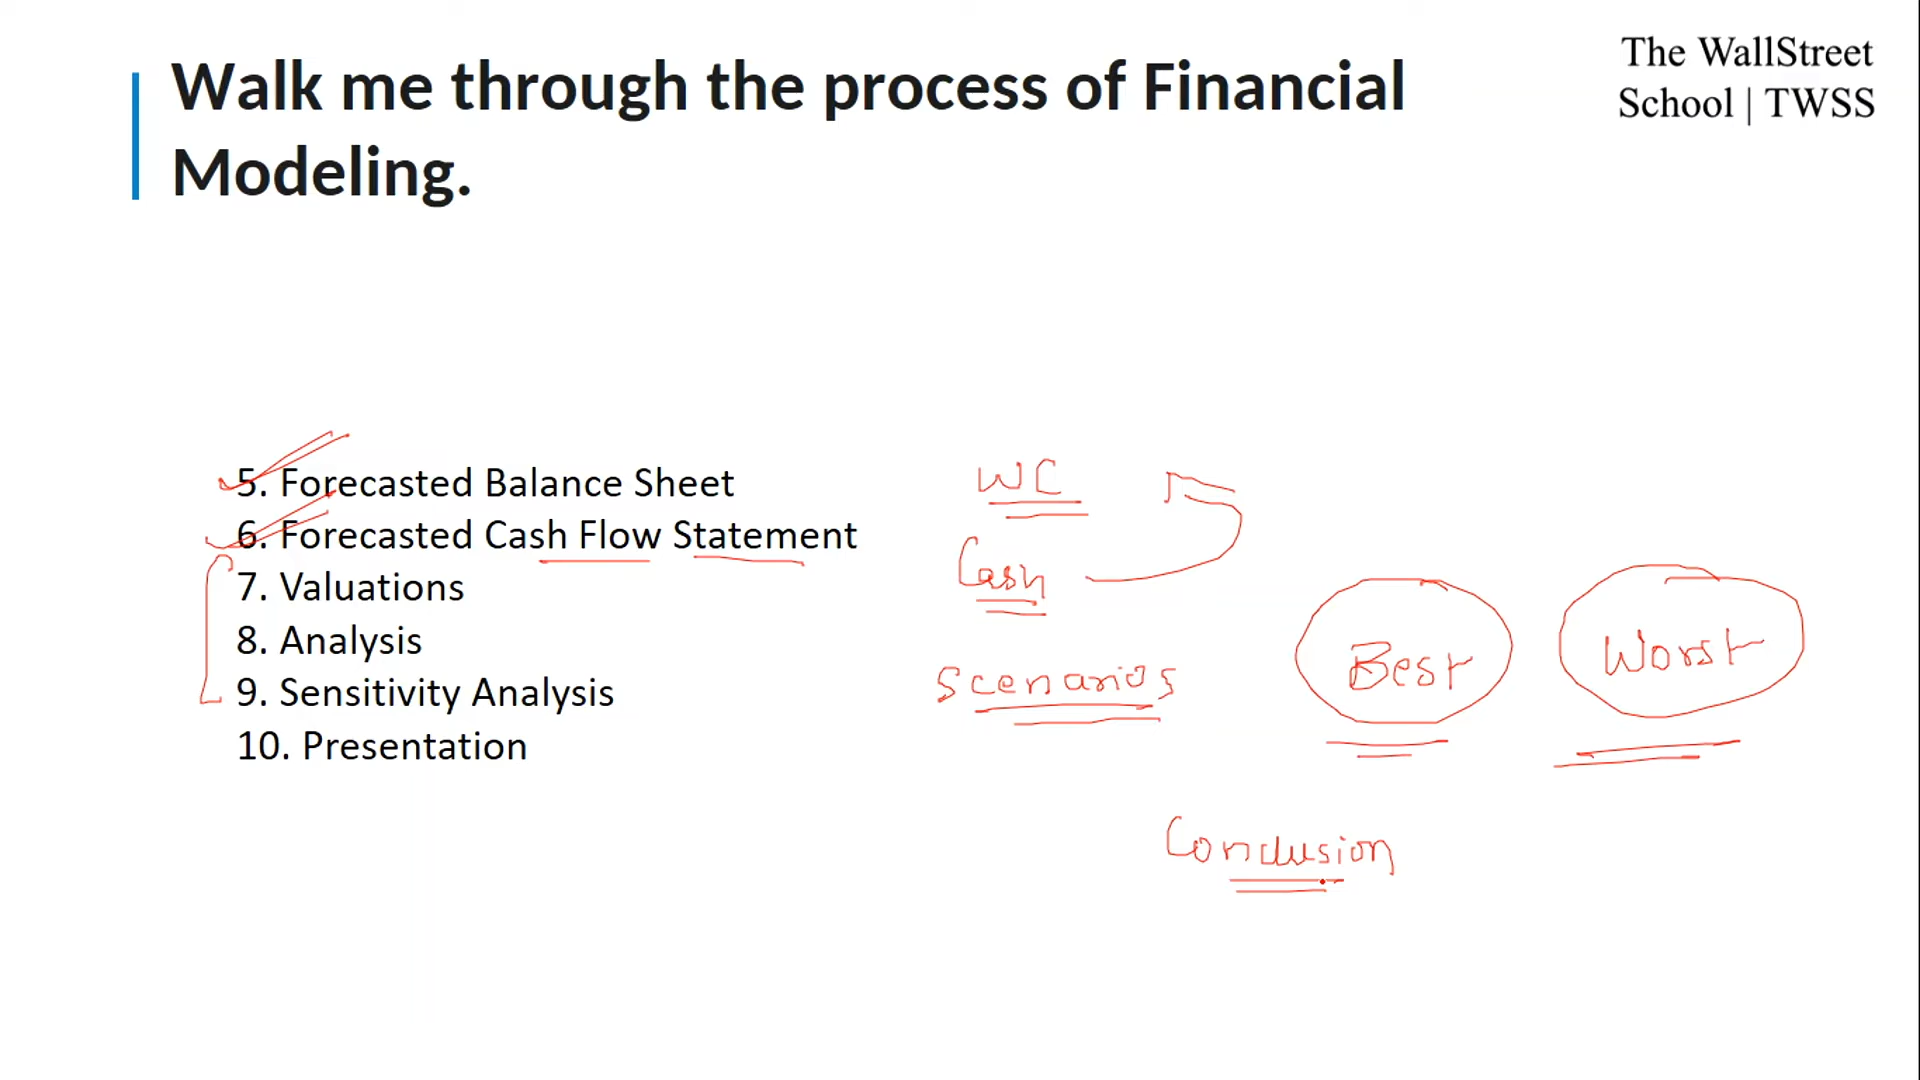 Walk me through the process of Financial
Modeling.
The WallStreet
School | TWSS
5. Forecasted Balance Sheet
6. Forecasted Cash Flow Statement
7. Valuations
8. Analysis
9. Sensitivity Analysis
10. Presentation
WC
Cash
Scenarios
Best
Worst
Conclusion